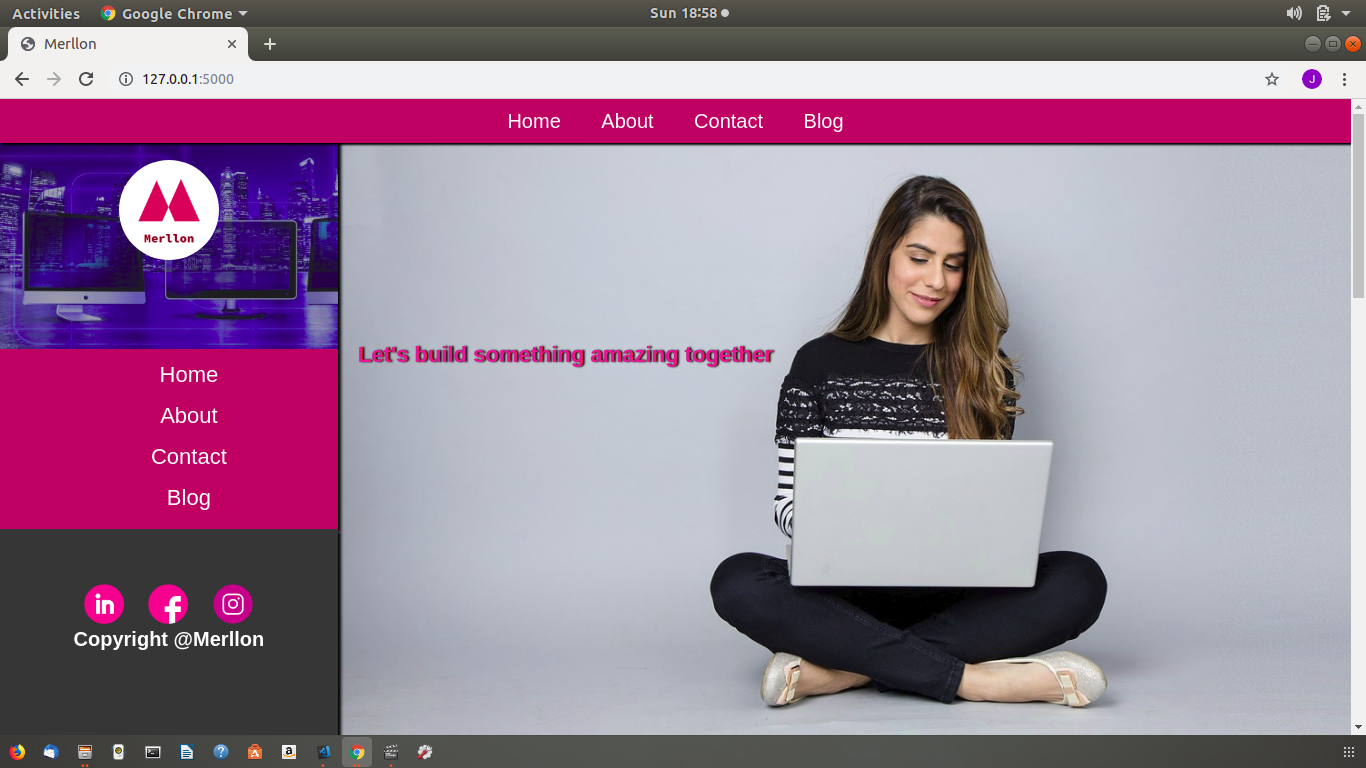 Activities Google Chrome Sun 18:58
Merllon
127.0.0.1:5000 J
Home About Contact Blog
Merllon
Home
About
Contact
Blog
Let's build something amazing together
in f
Copyright @Merllon